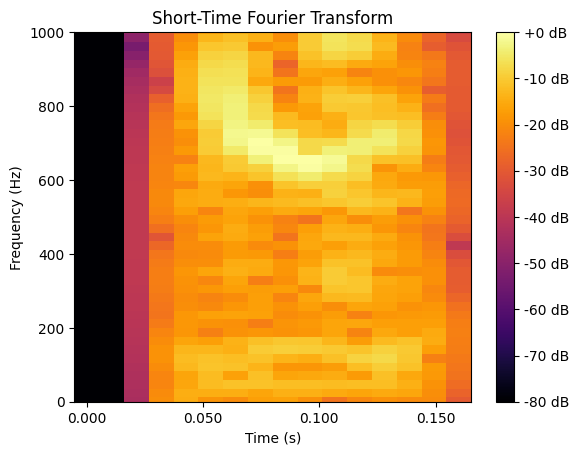 Short-Time Fourier Transform
Frequency (Hz)
1000
800
600
400
200
0
0.000
0.050
0.100
0.150
Time (s)
+0 dB
-10 dB
-20 dB
-30 dB
-40 dB
-50 dB
-60 dB
-70 dB
-80 dB